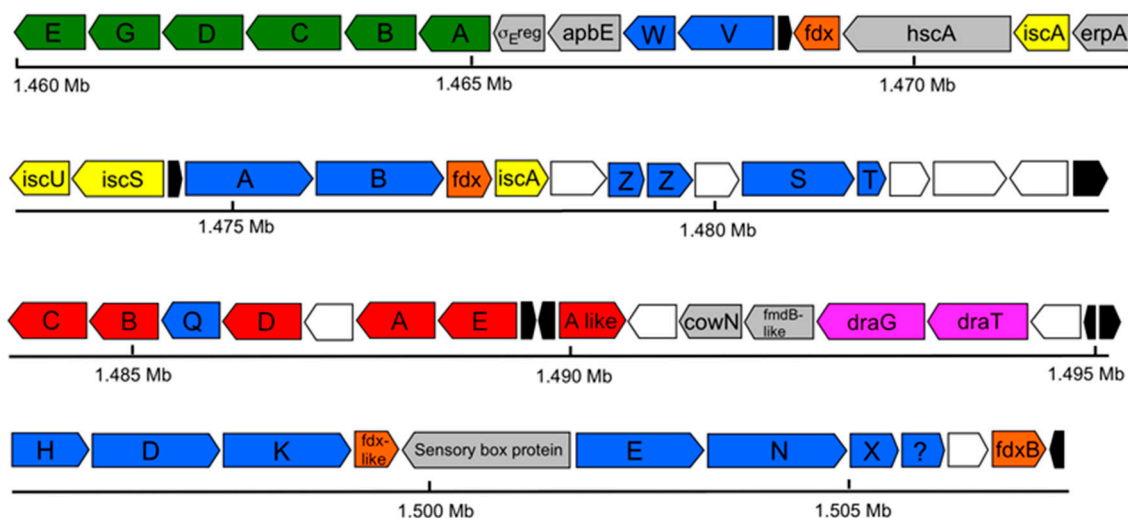 E G D C B A σE reg apbE W V fdx hscA iscA erpA
1.460 Mb 1.465 Mb 1.470 Mb
iscU iscS A B fdx iscA Z Z S T
1.475 Mb 1.480 Mb
C B Q D A E A like cowN fmdB-like draG draT
1.485 Mb 1.490 Mb 1.495 Mb
H D K fdx-like Sensory box protein E N X ? fdxB
1.500 Mb 1.505 Mb